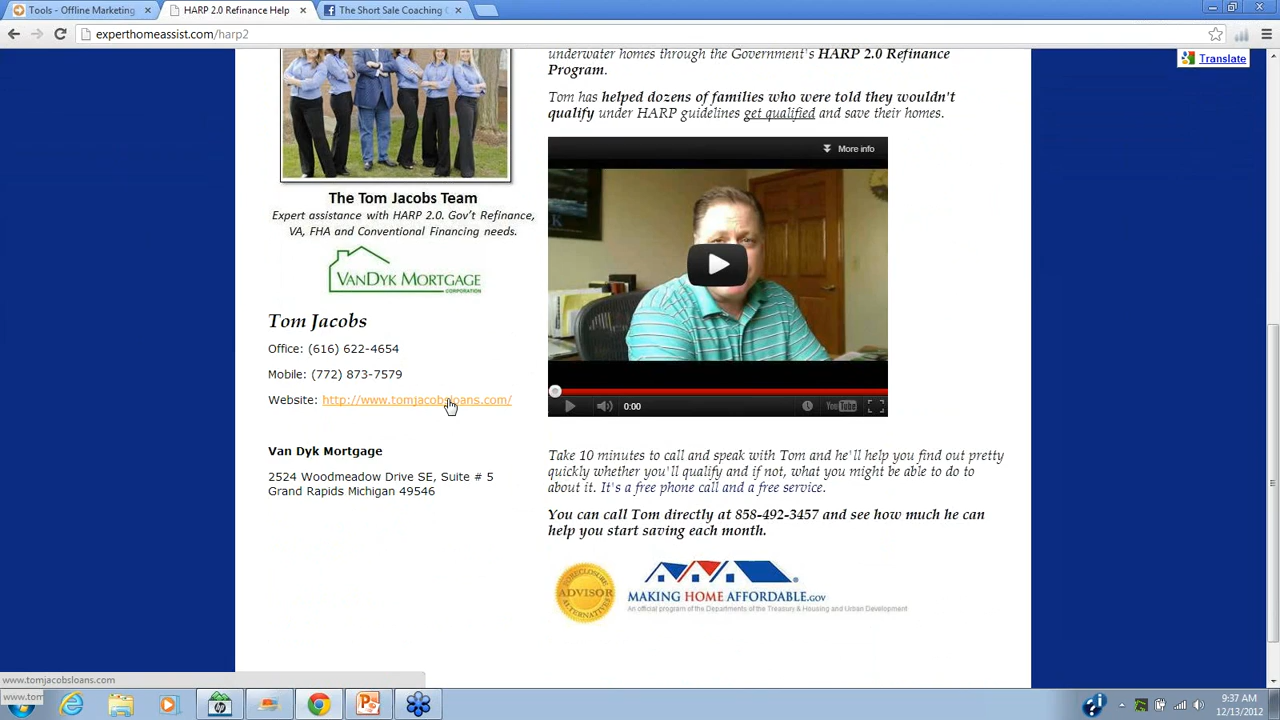 Tools - Offline Marketing
HARP 2.0 Refinance Help
The Short Sale Coaching
experthomeassist.com/harp2
Translate
underwater homes through the Government's HARP 2.0 Refinance
Program.
Tom has helped dozens of families who were told they wouldn't
qualify under HARP guidelines get qualified and save their homes.
More info
0:00
YouTube
The Tom Jacobs Team
Expert assistance with HARP 2.0. Gov't Refinance,
VA, FHA and Conventional Financing needs.
VANDYK MORTGAGE
CORPORATION
Tom Jacobs
Office: (616) 622-4654
Mobile: (772) 873-7579
Website: http://www.tomjacobsloans.com/
Van Dyk Mortgage
2524 Woodmeadow Drive SE, Suite # 5
Grand Rapids Michigan 49546
Take 10 minutes to call and speak with Tom and he'll help you find out pretty
quickly whether you'll qualify and if not, what you might be able to do to
about it. It's a free phone call and a free service.
You can call Tom directly at 858-492-3457 and see how much he can
help you start saving each month.
FORECLOSURE
ADVISOR
ALTERNATIVE
MAKING HOME AFFORDABLE.GOV
An official program of the Departments of the Treasury & Housing and Urban Development
www.tomjacobsloans.com
www.tom
9:37 AM
12/13/2012